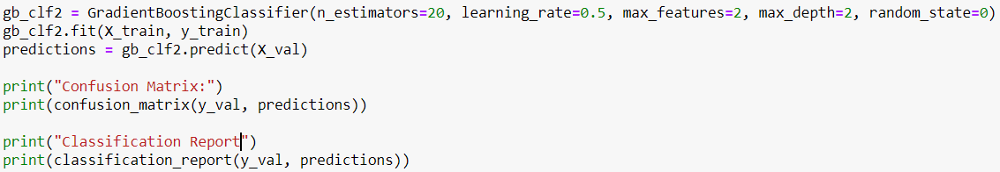 gb_clf2 = GradientBoostingClassifier(n_estimators=20, learning_rate=0.5, max_features=2, max_depth=2, random_state=0)
gb_clf2.fit(X_train, y_train)
predictions = gb_clf2.predict(X_val)
print("Confusion Matrix:")
print(confusion_matrix(y_val, predictions))
print("Classification Report")
print(classification_report(y_val, predictions))